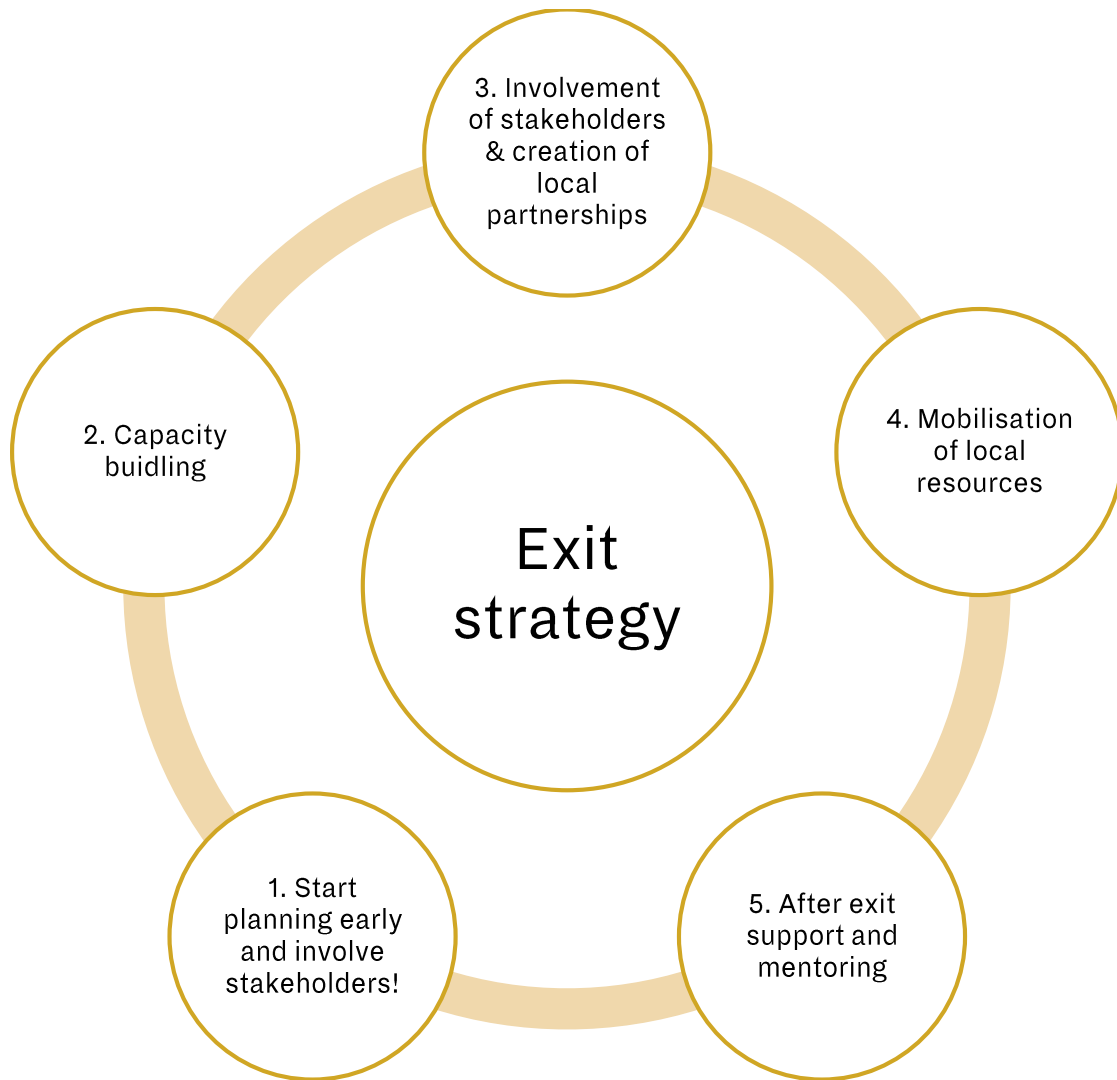 3. Involvement
of stakeholders
& creation of
local
partnerships
2. Capacity
buidling
4. Mobilisation
of local
resources
Exit
strategy
1. Start
planning early
and involve
stakeholders!
5. After exit
support and
mentoring